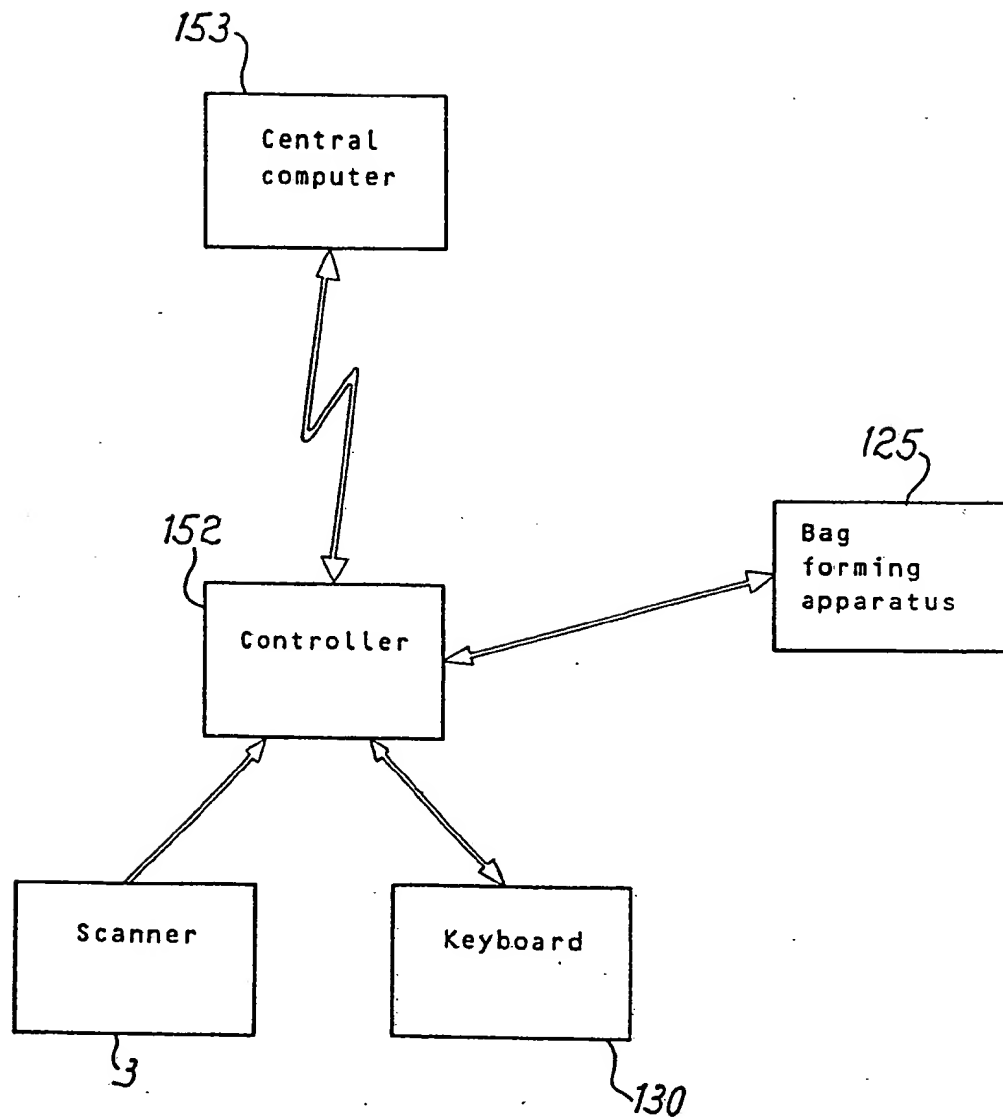 153
Central
computer
125
Bag
forming
apparatus
152
Controller
Scanner
Keyboard
3
130